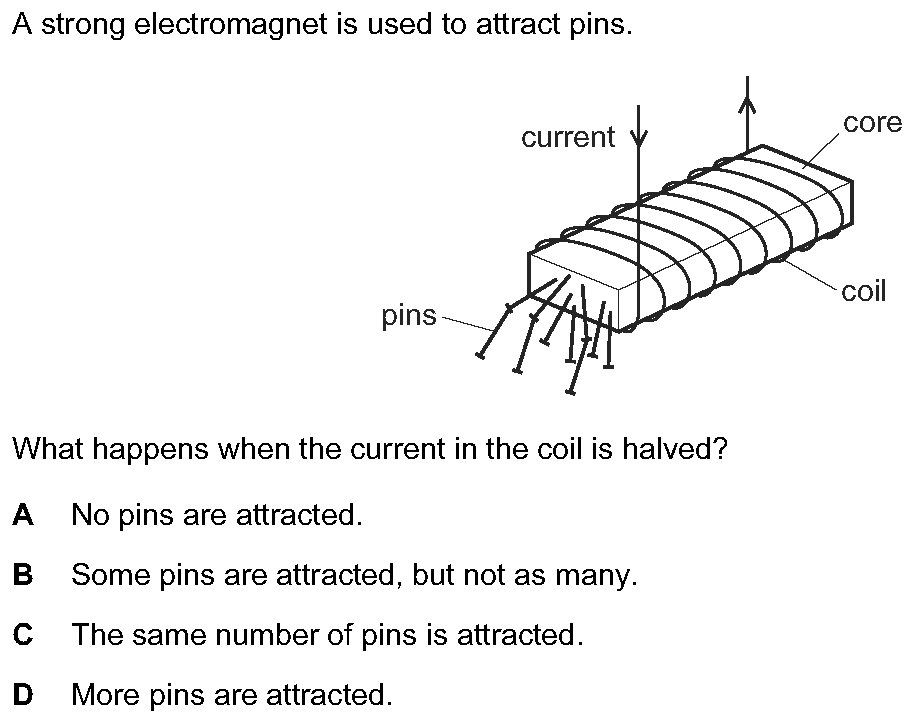 A strong electromagnet is used to attract pins.
current
core
coil
pins
What happens when the current in the coil is halved?
A No pins are attracted.
B Some pins are attracted, but not as many.
C The same number of pins is attracted.
D More pins are attracted.